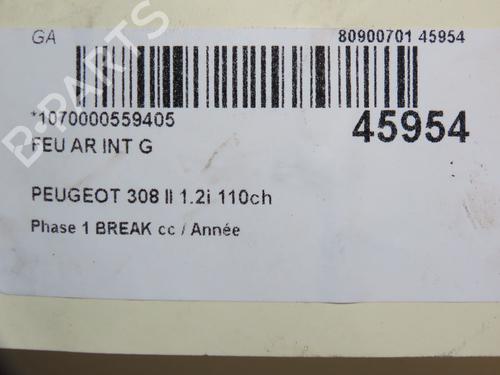 GA 80900701 45954
*1070000559405 45954
FEU AR INT G
PEUGEOT 308 II 1.2i 110ch
Phase 1 BREAK cc / Année
B-PARTS